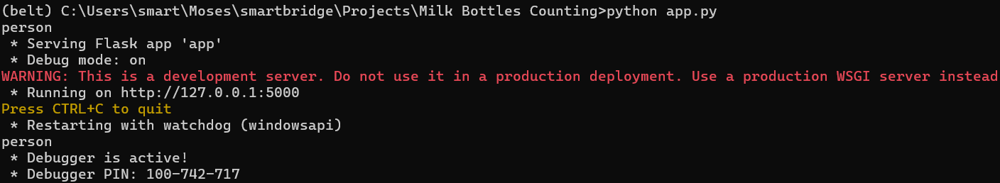 (belt) C:\Users\smart\Moses\smartbridge\Projects\Milk Bottles Counting>python app.py
person
 * Serving Flask app 'app'
 * Debug mode: on
WARNING: This is a development server. Do not use it in a production deployment. Use a production WSGI server instead
 * Running on http://127.0.0.1:5000
Press CTRL+C to quit
 * Restarting with watchdog (windowsapi)
person
 * Debugger is active!
 * Debugger PIN: 100-742-717